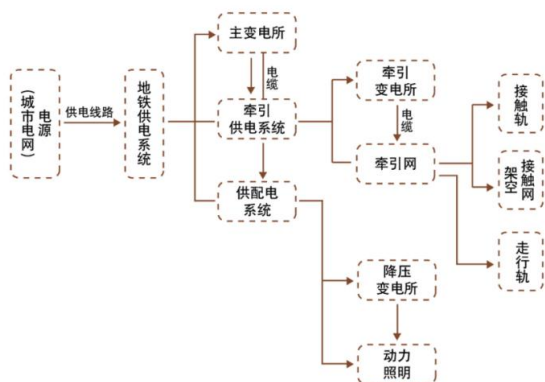 电源
（城市电网）
供电线路
地铁供电系统
主变电所
电缆
牵引
供电系统
供配电
系统
牵引
变电所
电缆
牵引网
降压
变电所
动力
照明
接触轨
接触网
架空
走行轨